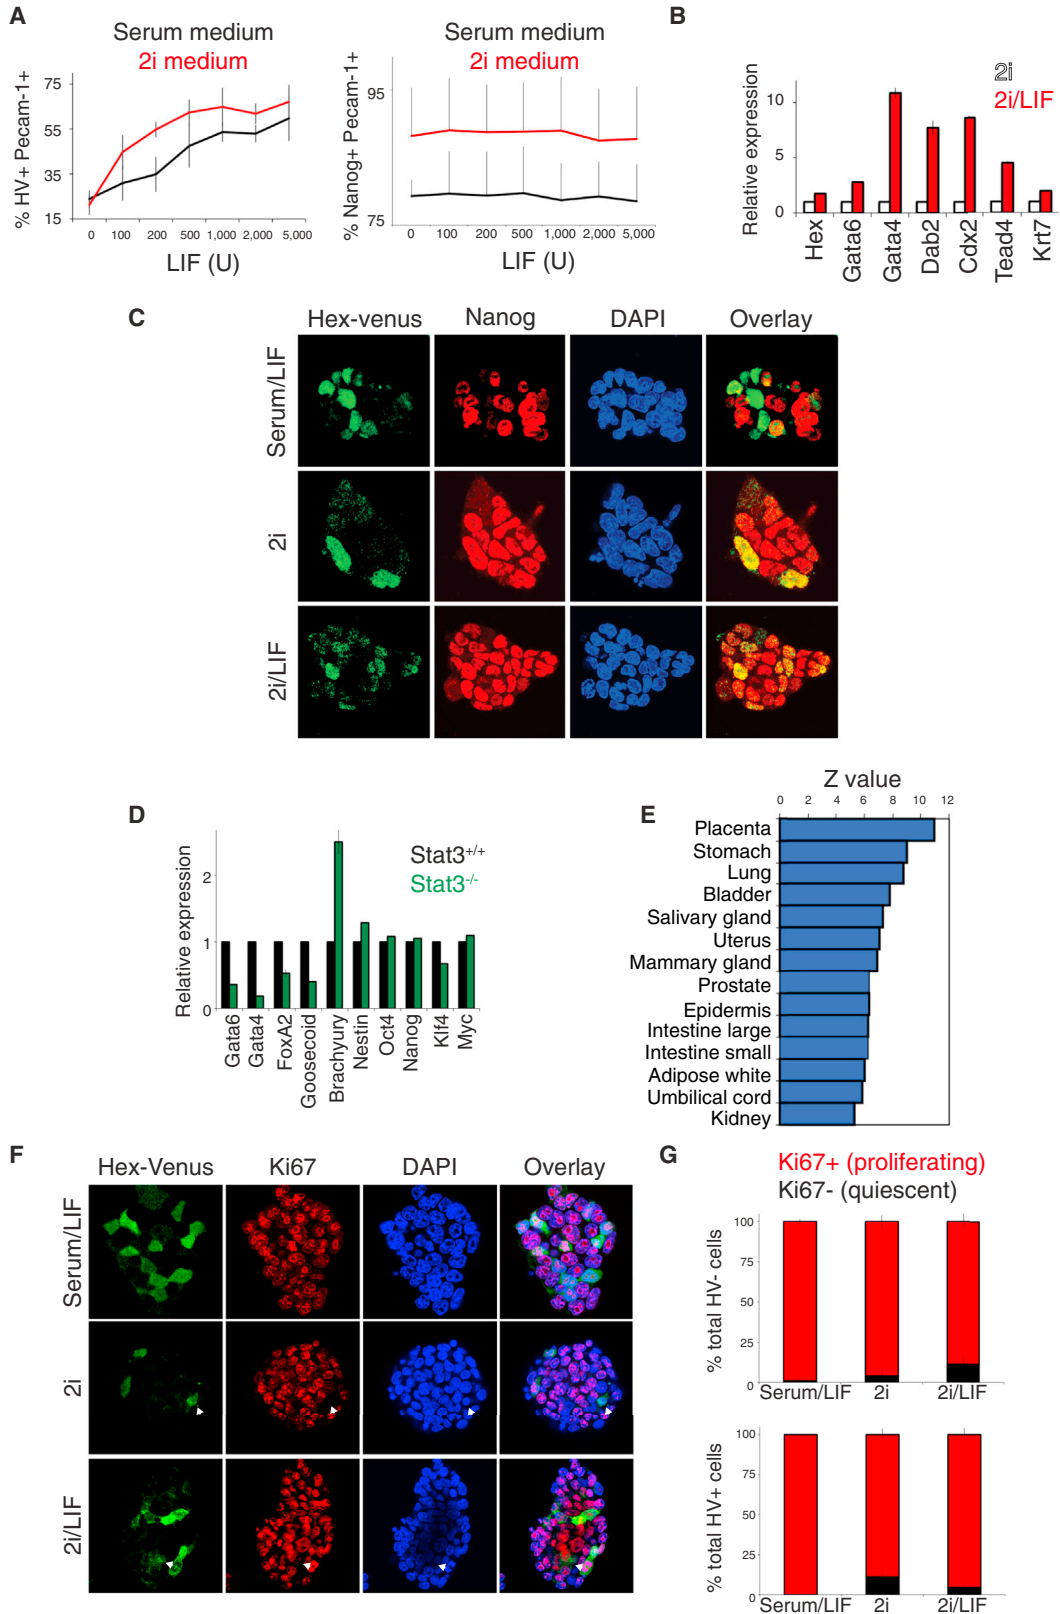 A
Serum medium
2i medium
% HV+ Pecam-1+
75
55
35
15
0 100 200 500 1,000 2,000 5,000
LIF (U)
Serum medium
2i medium
% Nanog+ Pecam-1+
95
75
0 100 200 500 1,000 2,000 5,000
LIF (U)
B
2i
2i/LIF
Relative expression
10
5
0
Hex
Gata6
Gata4
Dab2
Cdx2
Tead4
Krt7
C
Hex-venus Nanog DAPI Overlay
Serum/LIF
2i
2i/LIF
D
Stat3+/+
Stat3-/-
Relative expression
2
1
0
Gata6
Gata4
FoxA2
Goosecoid
Brachyury
Nestin
Oct4
Nanog
Klf4
Myc
E
Z value
0 2 4 6 8 10 12
Placenta
Stomach
Lung
Bladder
Salivary gland
Uterus
Mammary gland
Prostate
Epidermis
Intestine large
Intestine small
Adipose white
Umbilical cord
Kidney
F
Hex-Venus Ki67 DAPI Overlay
Serum/LIF
2i
2i/LIF
G
Ki67+ (proliferating)
Ki67- (quiescent)
% total HV- cells
100
75
50
25
0
Serum/LIF 2i 2i/LIF
% total HV+ cells
100
75
50
25
0
Serum/LIF 2i 2i/LIF